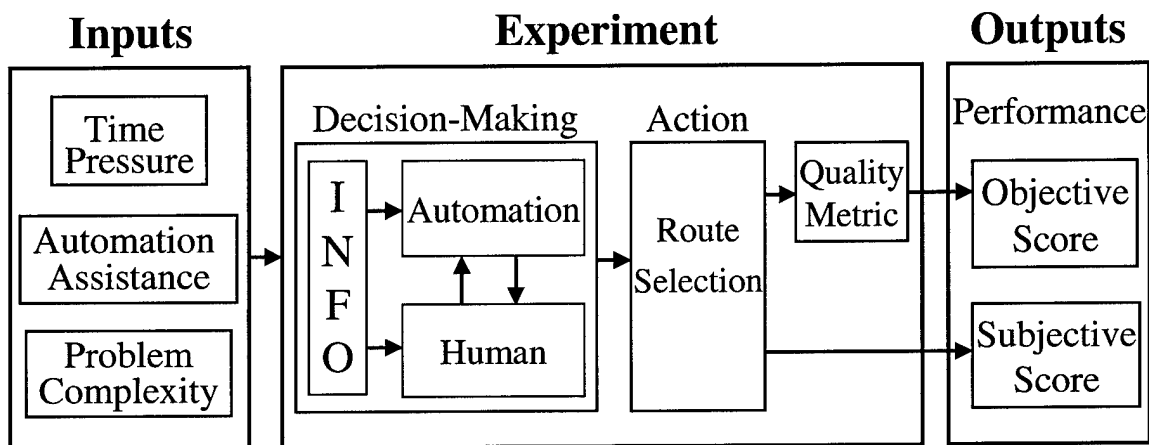 Inputs
Time
Pressure
Automation
Assistance
Problem
Complexity
Experiment
Decision-Making
I
N
F
O
Automation
Human
Action
Route
Selection
Quality
Metric
Outputs
Performance
Objective
Score
Subjective
Score